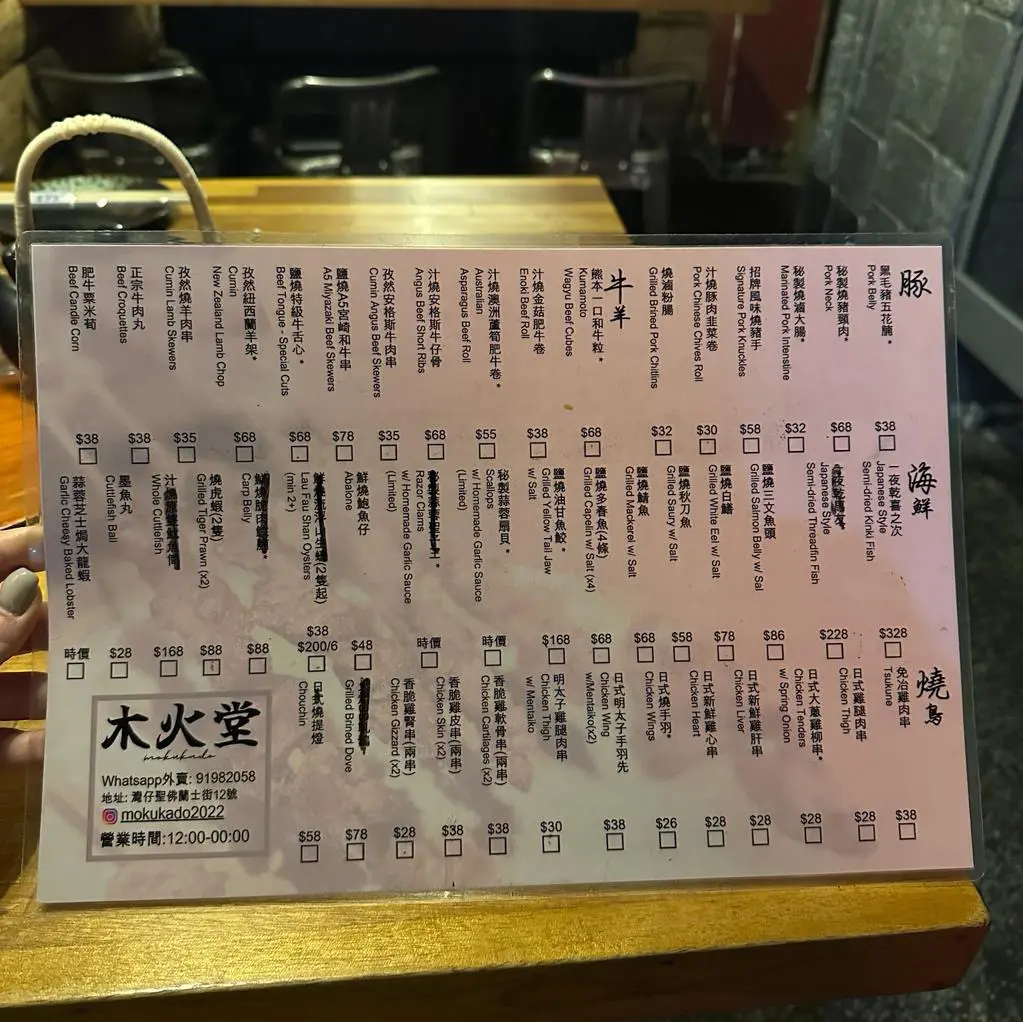 豚
黑毛豬五花腩。
Pork Belly
$38
秘製燒豬頸肉。
Pork Neck
$68
秘製燒滷大腸。
Marinated Pork Intenstine
$32
招牌風味燒豬手
Signature Pork Knuckles
$58
汁燒豚肉韭菜卷
Pork Chinese Chives Roll
$30
燒滷粉腸
Grilled Brined Pork Chitlins
$32
牛羊
熊本一口和牛粒。
Kumamoto
Wagyu Beef Cubes
$68
汁燒金菇肥牛卷
Enoki Beef Roll
$38
汁燒澳洲蘆筍肥牛卷。
Australian
Asparagus Beef Roll
$55
汁燒安格斯牛仔骨
Angus Beef Short Ribs
$68
孜然安格斯牛肉串
Cumin Angus Beef Skewers
$35
鹽燒A5宮崎和牛串
A5 Miyazaki Beef Skewers
$78
鹽燒特級牛舌心。
Beef Tongue - Special Cuts
$68
孜然紐西蘭羊架。
New Zealand Lamb Chop
Cumin
$68
孜然燒羊肉串
Cumin Lamb Skewers
$35
正宗牛肉丸
Beef Croquettes
$38
肥牛粟米筍
Beef Candle Corn
$38
海鮮
一夜乾喜之次
Japanese Style
Semi-dried Kinki Fish
$328
Japanese Style
Semi-dried Threadfin Fish
$228
鹽燒三文魚頭
Grilled Salmon Belly w/ Sal
$86
鹽燒白鱔
Grilled White Eel w/ Salt
$78
鹽燒秋刀魚
Grilled Saury w/ Salt
$58
鹽燒鯖魚
Grilled Mackerel w/ Salt
$68
鹽燒多春魚(4條)
Grilled Capelin w/ Salt (x4)
$68
鹽燒油甘魚鮫。
Grilled Yellow Tail Jaw
w/ Salt
$168
秘製蒜蓉扇貝。
Scallops
w/ Homemade Garlic Sauce
(Limited)
時價
Razor Clams
w/ Homemade Garlic Sauce
(Limited)
時價
鮮燒鮑魚仔
Abalone
$48
(2隻起)
Lau Fau Shan Oysters
(min 2+)
$38
$200/6
Carp Belly
$88
燒虎蝦(2隻)
Grilled Tiger Prawn (x2)
$88
汁燒
Whole Cuttlefish
$168
墨魚丸
Cuttlefish Ball
$28
蒜蓉芝士焗大龍蝦
Garlic Cheesy Baked Lobster
時價
燒鳥
免治雞肉串
Tsukune
$38
日式雞腿肉串
Chicken Thigh
$28
日式大蔥雞柳串。
Chicken Tenders
w/ Spring Onion
$28
日式新鮮雞肝串
Chicken Liver
$28
日式新鮮雞心串
Chicken Heart
$28
日式燒手羽。
Chicken Wings
$26
日式明太子手羽先
Chicken Wing
w/Mentaiko(x2)
$38
明太子雞腿肉串
Chicken Thigh
w/ Mentaiko
$30
香脆雞軟骨串(兩串)
Chicken Cartilages (x2)
$38
香脆雞皮串(兩串)
Chicken Skin (x2)
$38
香脆雞腎串(兩串)
Chicken Gizzard (x2)
$28
Grilled Brined Dove
$78
日式燒提燈
Chouchin
$58
木火堂
mokukado
Whatsapp外賣: 91982058
地址: 灣仔聖佛蘭士街12號
mokukado2022
營業時間:12:00-00:00